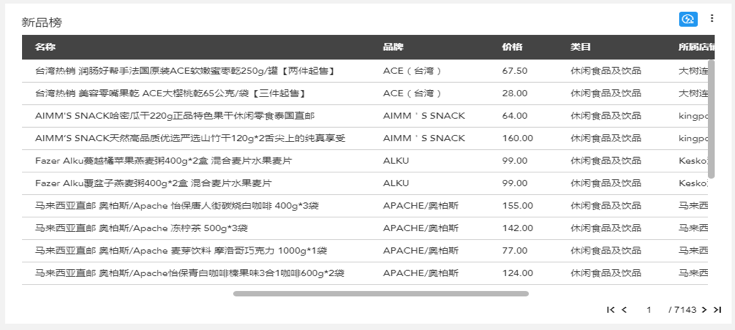 新品榜
名称 品牌 价格 类目 所属店铺
台湾热销 润肠好帮手法国原装ACE软嫩蜜枣乾250g/罐【两件起售】 ACE（台湾） 67.50 休闲食品及饮品 大树连
台湾热销 美容零嘴果乾 ACE大樱桃乾65公克/袋【三件起售】 ACE（台湾） 28.00 休闲食品及饮品 大树连
AIMM'S SNACK哈密瓜干220g正品特色果干休闲零食泰国直邮 AIMM＇S SNACK 64.00 休闲食品及饮品 kingpo
AIMM'S SNACK天然高品质优选严选山竹干120g*2舌尖上的纯真享受 AIMM＇S SNACK 160.00 休闲食品及饮品 kingpo
Fazer Alku蔓越橘苹果燕麦粥400g*2盒 混合麦片水果麦片 ALKU 99.00 休闲食品及饮品 Kesko
Fazer Alku覆盆子燕麦粥400g*2盒 混合麦片水果麦片 ALKU 99.00 休闲食品及饮品 Kesko
马来西亚直邮 奥柏斯/Apache 怡保唐人街碳烧白咖啡 400g*3袋 APACHE/奥柏斯 155.00 休闲食品及饮品 马来西
马来西亚直邮 奥柏斯/Apache 冻柠茶 500g*3袋 APACHE/奥柏斯 142.00 休闲食品及饮品 马来西
马来西亚直邮 奥柏斯/Apache 麦芽饮料 摩洛哥巧克力 1000g*1袋 APACHE/奥柏斯 77.00 休闲食品及饮品 马来西
马来西亚直邮 奥柏斯/Apache怡保青白咖啡榛果味3合1咖啡600g*2袋 APACHE/奥柏斯 124.00 休闲食品及饮品 马来西
1 / 7143